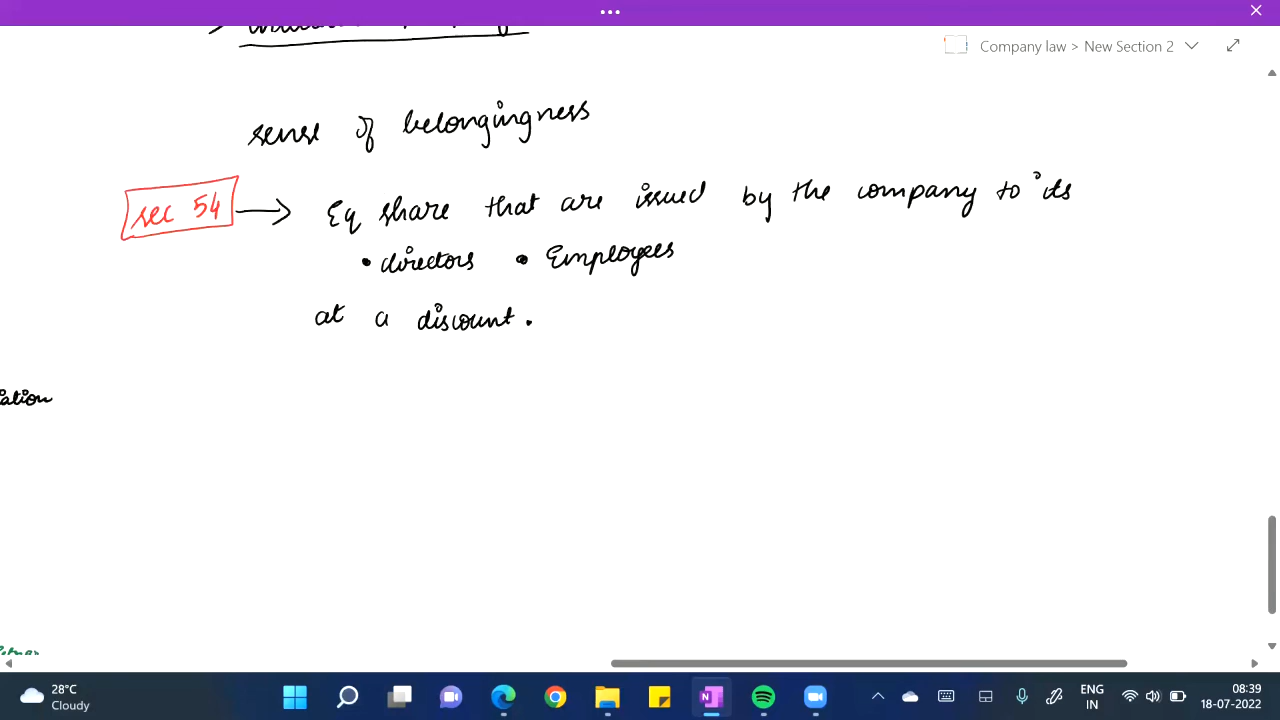 Company law > New Section 2
sense of belongingness
sec 54 → Eq share that are issued by the company to its
• directors • Employees
at a discount.
iation
28°C
Cloudy
ENG
IN
08:39
18-07-2022